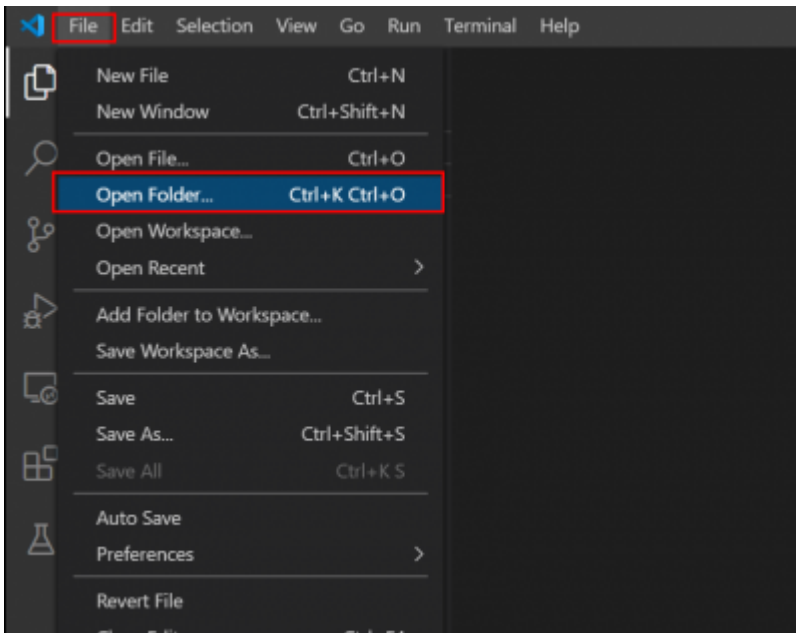 File Edit Selection View Go Run Terminal Help
New File Ctrl+N
New Window Ctrl+Shift+N
Open File... Ctrl+O
Open Folder... Ctrl+K Ctrl+O
Open Workspace...
Open Recent
Add Folder to Workspace...
Save Workspace As...
Save Ctrl+S
Save As... Ctrl+Shift+S
Save All Ctrl+K S
Auto Save
Preferences
Revert File